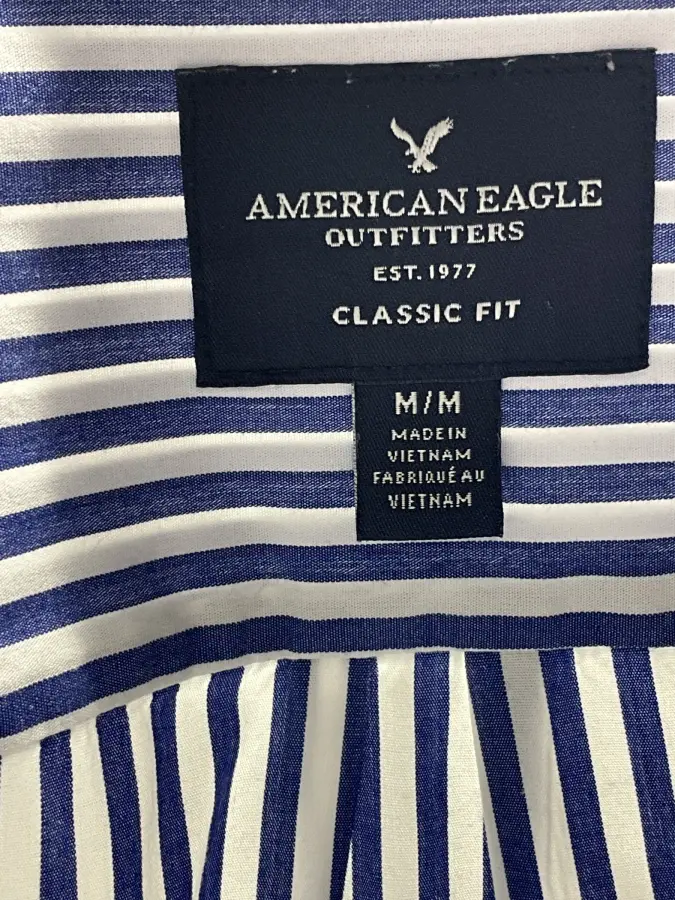 AMERICAN EAGLE
OUTFITTERS
EST. 1977
CLASSIC FIT
M/M
MADE IN
VIETNAM
FABRIQUÉ AU
VIETNAM